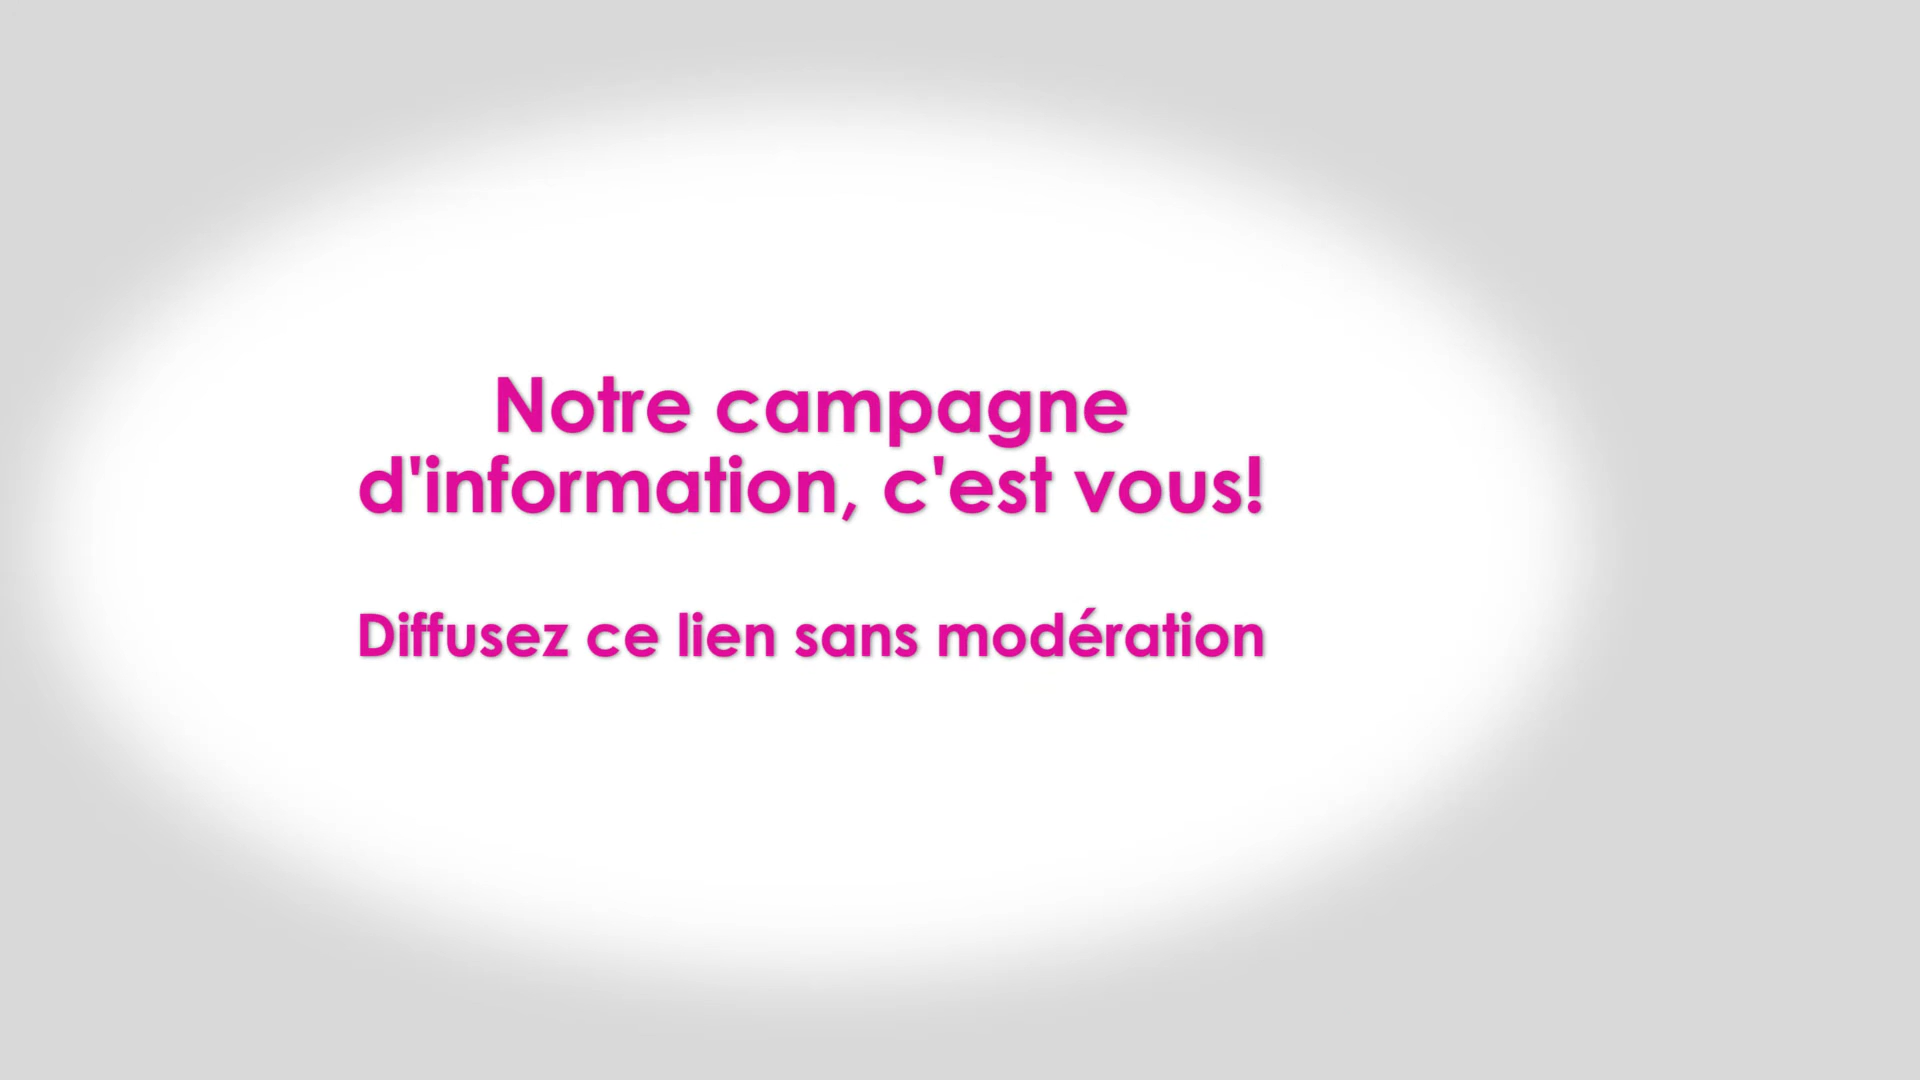 Notre campagne
d'information, c'est vous!
Diffusez ce lien sans modération